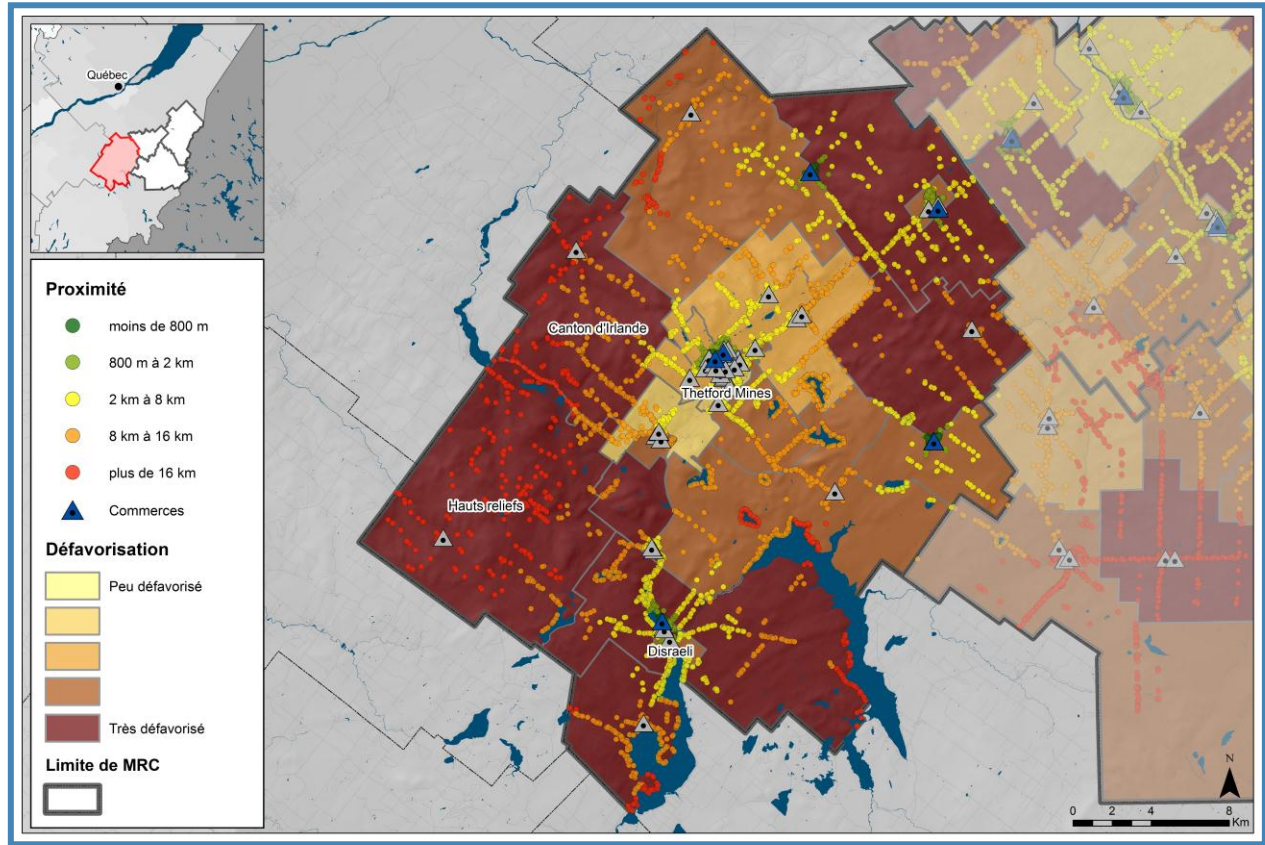 Québec
Proximité
moins de 800 m
800 m à 2 km
2 km à 8 km
8 km à 16 km
plus de 16 km
Commerces
Défavorisation
Peu défavorisé
Très défavorisé
Limite de MRC
Canton d'Irlande
Thetford Mines
Hauts reliefs
Disraeli
N
0 2 4 8
Km